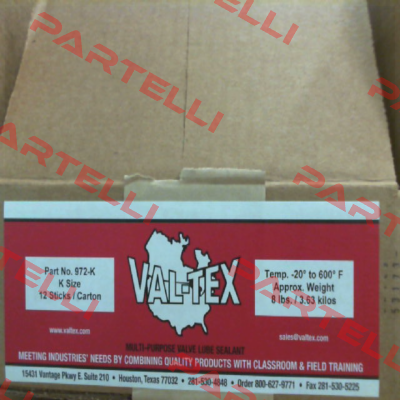 PARTELLI
PARTELLI
PARTELLI
Part No. 972-K
K Size
12 Sticks / Carton
www.valtex.com
VAL-TEX
Temp. -20° to 600° F
Approx. Weight
8 lbs. / 3.63 kilos
sales@valtex.com
MULTI-PURPOSE VALVE LUBE SEALANT
MEETING INDUSTRIES' NEEDS BY COMBINING QUALITY PRODUCTS WITH CLASSROOM & FIELD TRAINING
15431 Vantage Pkwy E. Suite 210 • Houston, Texas 77032 • 281-530-4848 • Order 800-627-9771 • Fax 281-530-5225